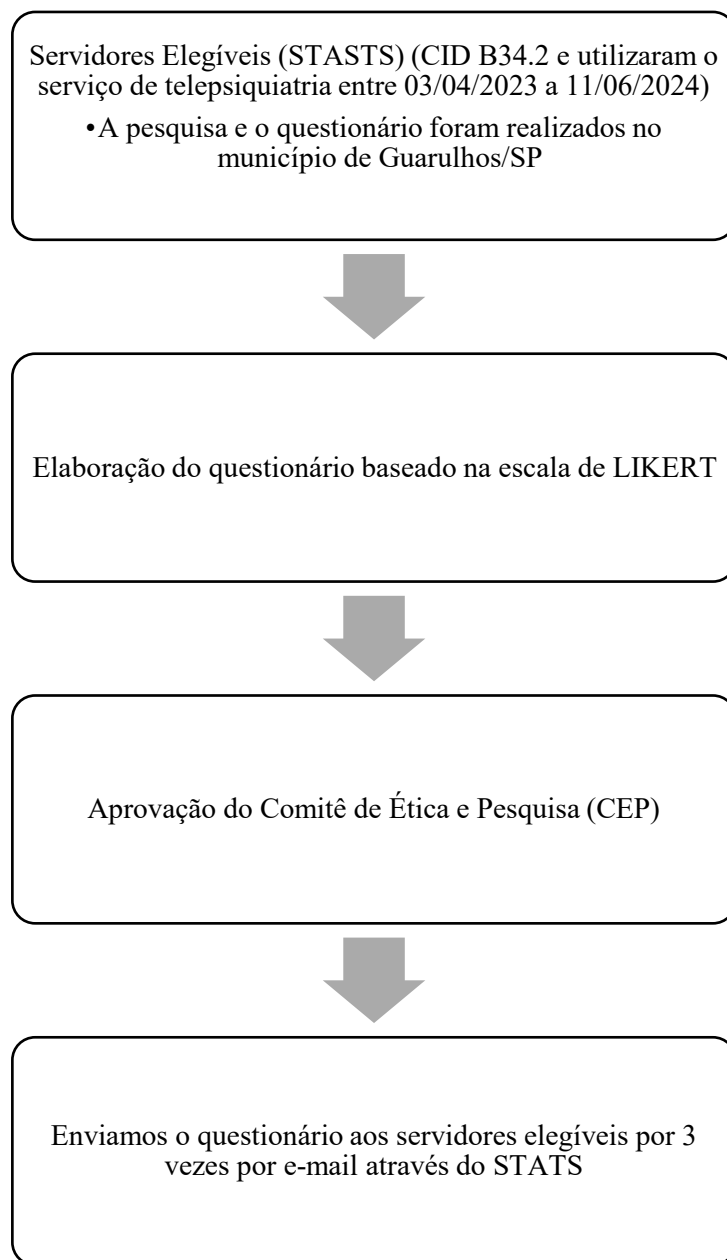 Servidores Elegíveis (STASTS) (CID B34.2 e utilizaram o
serviço de telepsiquiatria entre 03/04/2023 a 11/06/2024)
•A pesquisa e o questionário foram realizados no
município de Guarulhos/SP
Elaboração do questionário baseado na escala de LIKERT
Aprovação do Comitê de Ética e Pesquisa (CEP)
Enviamos o questionário aos servidores elegíveis por 3
vezes por e-mail através do STATS